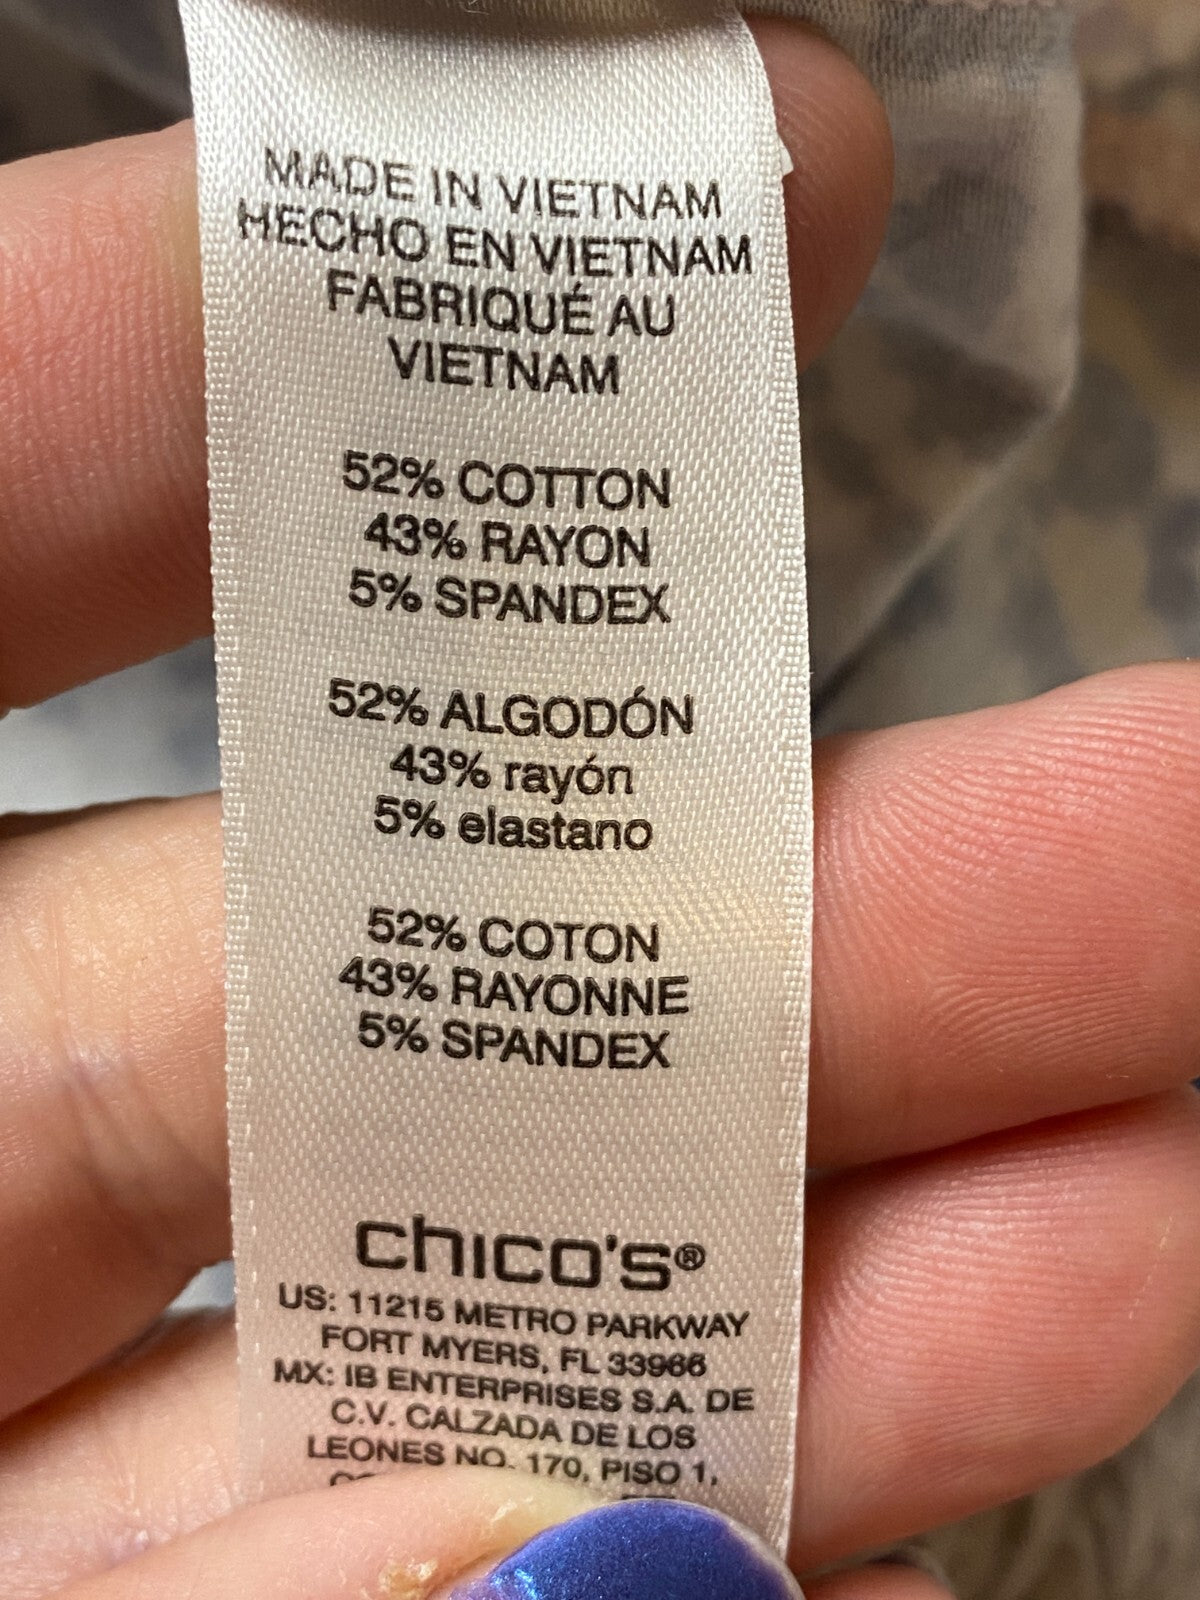 MADE IN VIETNAM
HECHO EN VIETNAM
FABRIQUÉ AU
VIETNAM
52% COTTON
43% RAYON
5% SPANDEX
52% ALGODÓN
43% rayón
5% elastano
52% COTON
43% RAYONNE
5% SPANDEX
chico's®
US: 11215 METRO PARKWAY
FORT MYERS, FL 33966
MX: IB ENTERPRISES S.A. DE
C.V. CALZADA DE LOS
LEONES NO. 170, PISO 1,